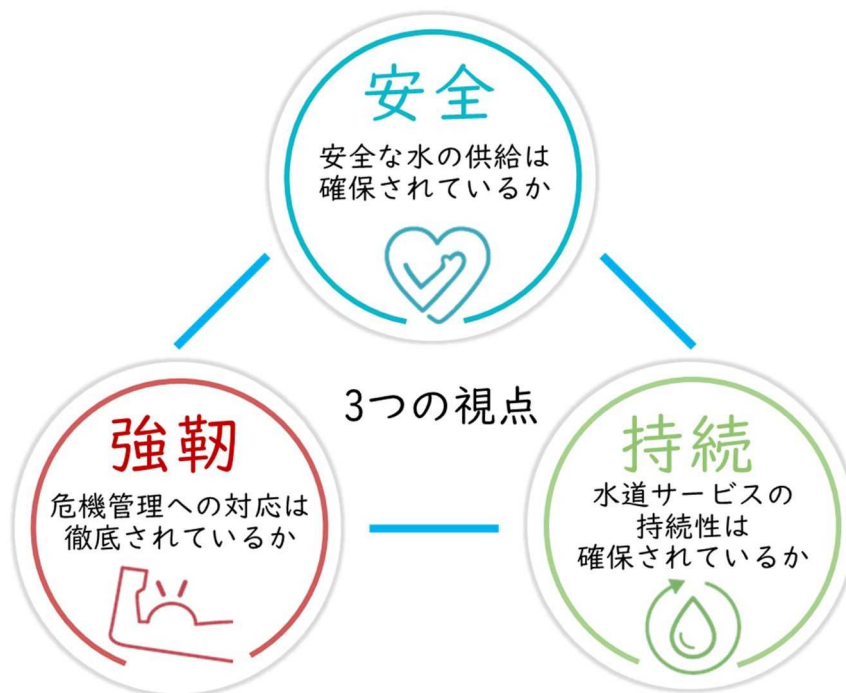 安全
安全な水の供給は
確保されているか
3つの視点
強靭
危機管理への対応は
徹底されているか
持続
水道サービスの
持続性は
確保されているか